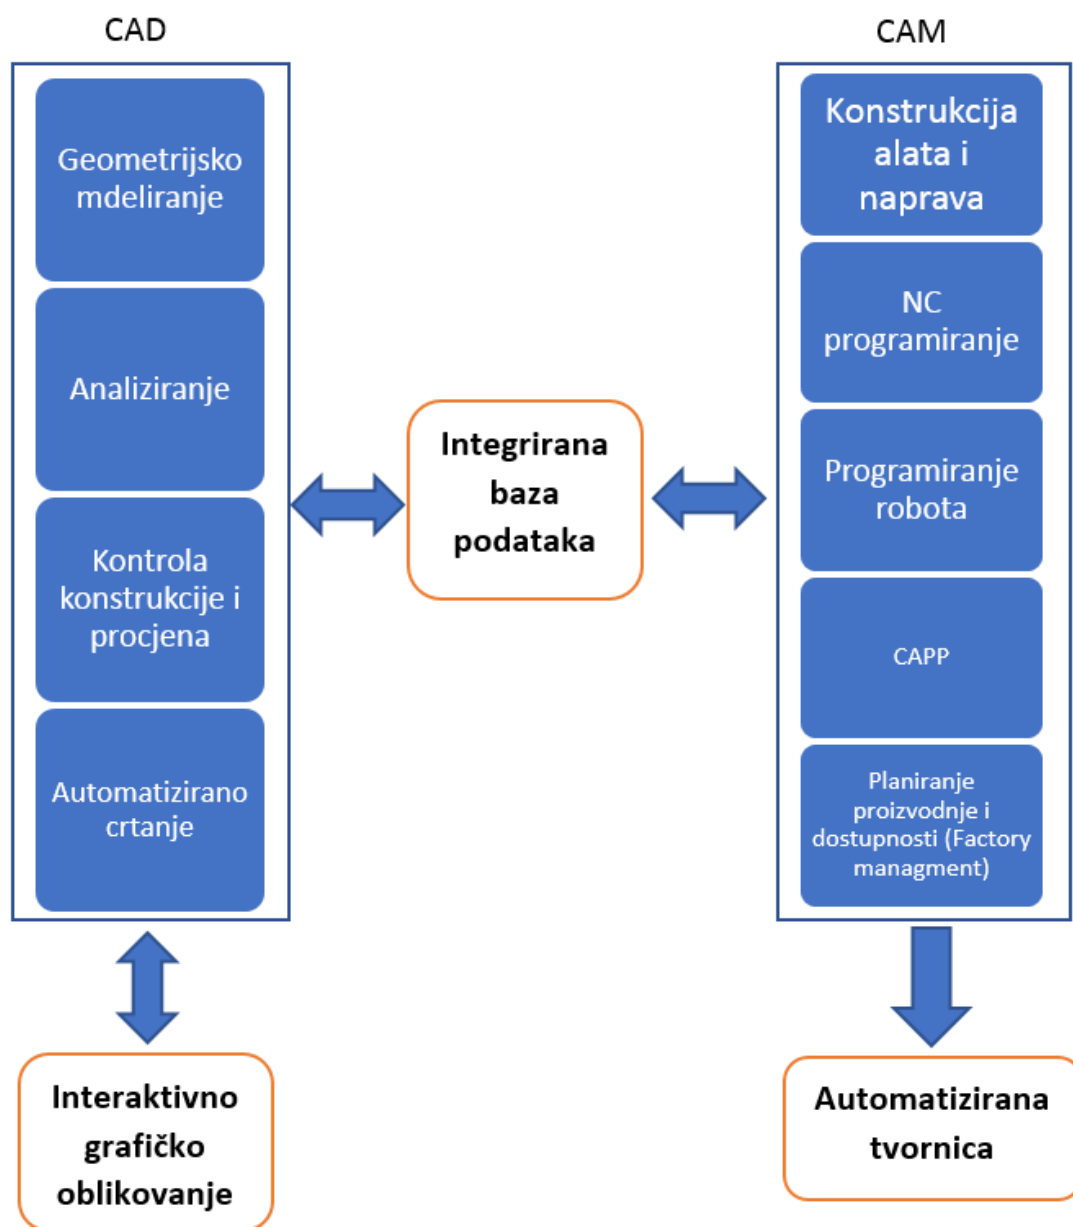 CAD
Geometrijsko
mdeliranje
Analiziranje
Kontrola
konstrukcije i
procjena
Automatizirano
crtanje
Interaktivno
grafičko
oblikovanje
Integrirana
baza
podataka
CAM
Konstrukcija
alata i
naprava
NC
programiranje
Programiranje
robota
CAPP
Planiranje
proizvodnje i
dostupnosti (Factory
managment)
Automatizirana
tvornica